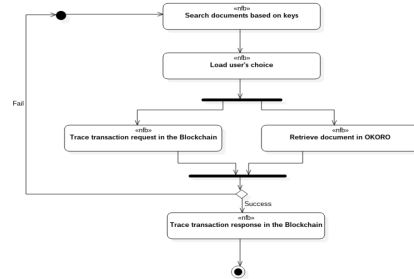 «nfb»
Search documents based on keys
«nfb»
Load user's choice
Fail
«nfb»
Trace transaction request in the Blockchain
«nfb»
Retrieve document in OKORO
Success
«nfb»
Trace transaction response in the Blockchain